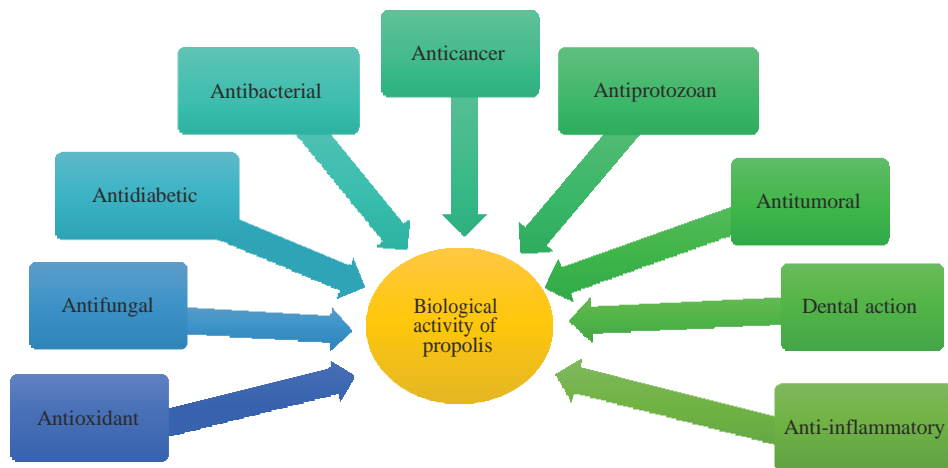 Anticancer
Antibacterial
Antiprotozoan
Antidiabetic
Antitumoral
Antifungal
Biological
activity of
propolis
Dental action
Antioxidant
Anti-inflammatory